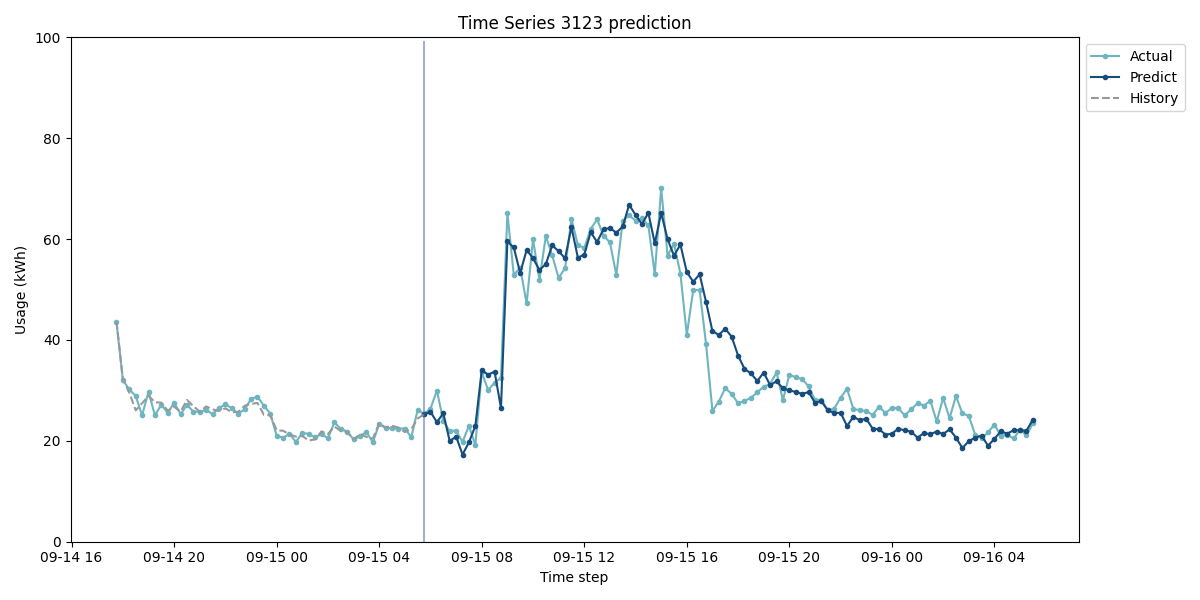 Time Series 3123 prediction
100
80
60
40
20
0
Usage (kWh)
09-14 16
09-14 20
09-15 00
09-15 04
09-15 08
09-15 12
09-15 16
09-15 20
09-16 00
09-16 04
Time step
Actual
Predict
History